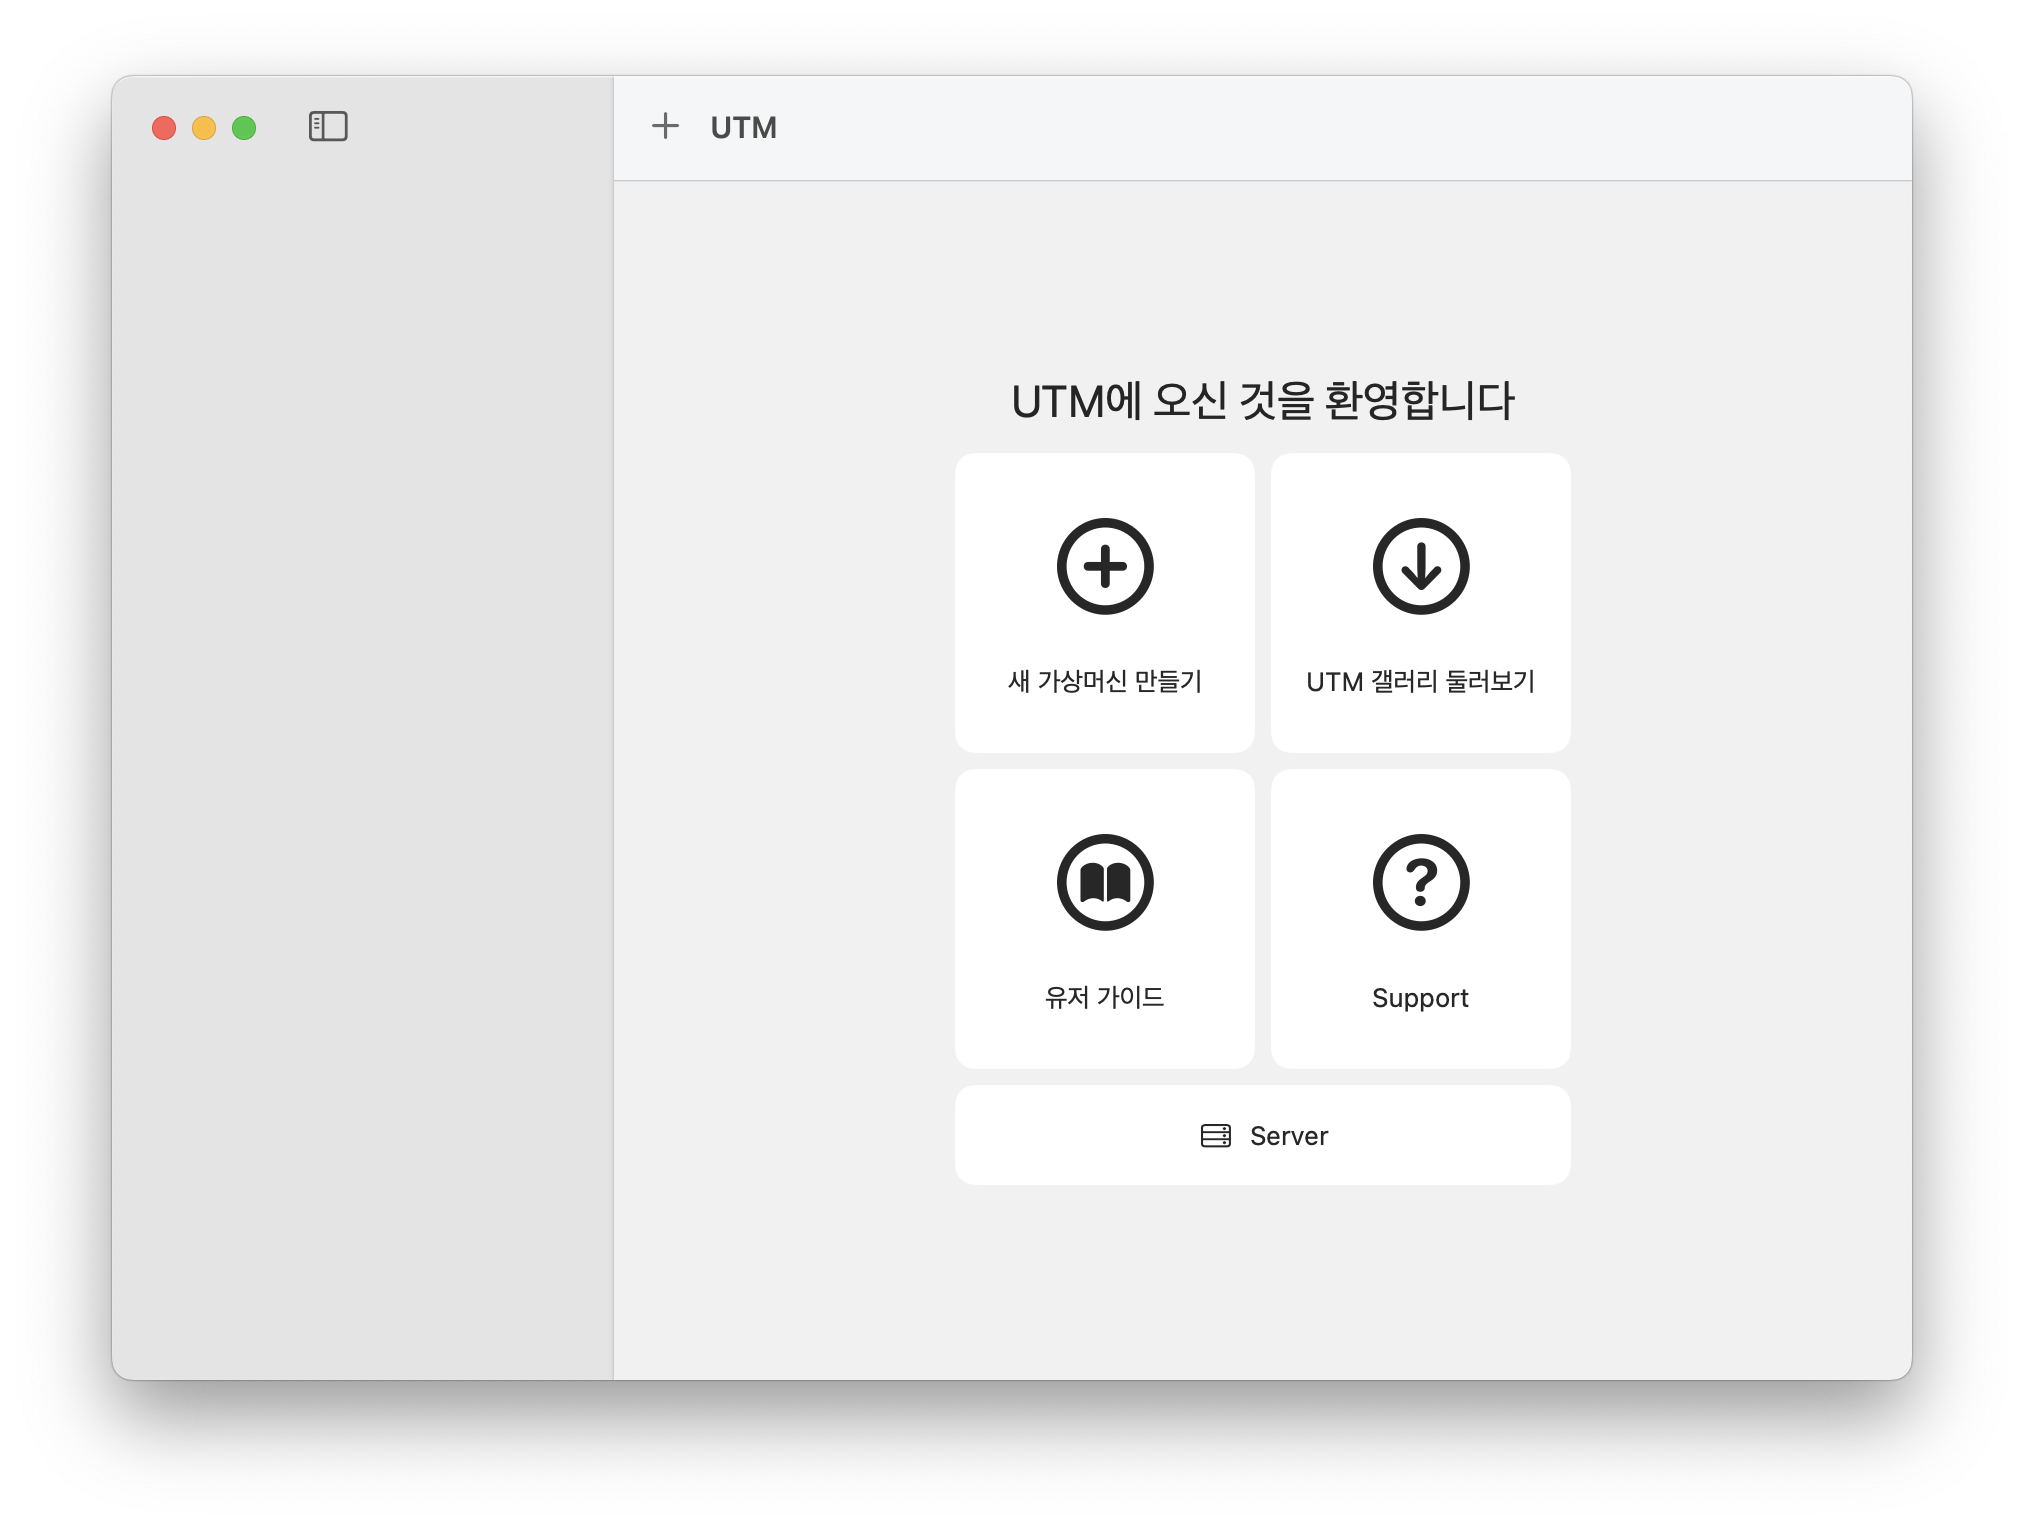 UTM
UTM에 오신 것을 환영합니다
새 가상머신 만들기
UTM 갤러리 둘러보기
유저 가이드
Support
Server